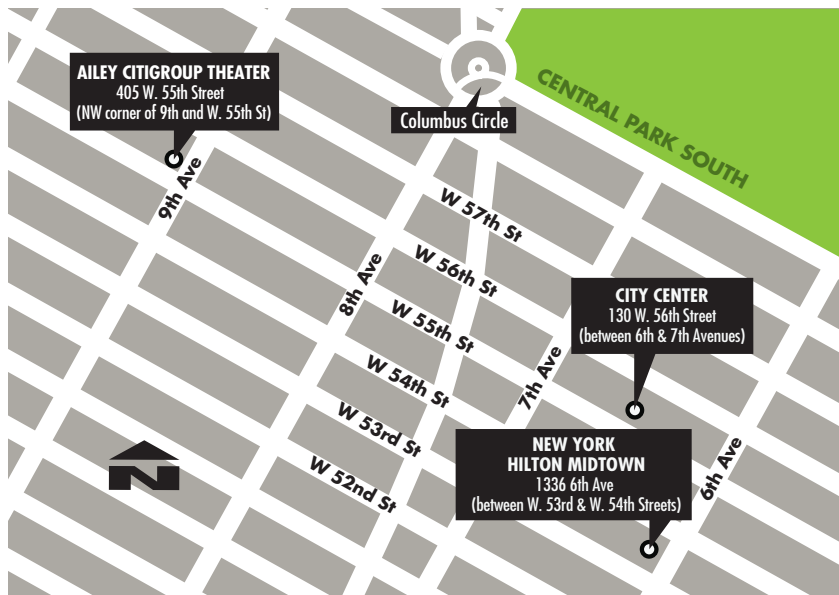 AILEY CITIGROUP THEATER
405 W. 55th Street
(NW corner of 9th and W. 55th St)
Columbus Circle
CENTRAL PARK SOUTH
9th Ave
8th Ave
W 57th St
W 56th St
W 55th St
W 54th St
W 53rd St
W 52nd St
7th Ave
CITY CENTER
130 W. 56th Street
(between 6th & 7th Avenues)
NEW YORK
HILTON MIDTOWN
1336 6th Ave
(between W. 53rd & W. 54th Streets)
6th Ave
N